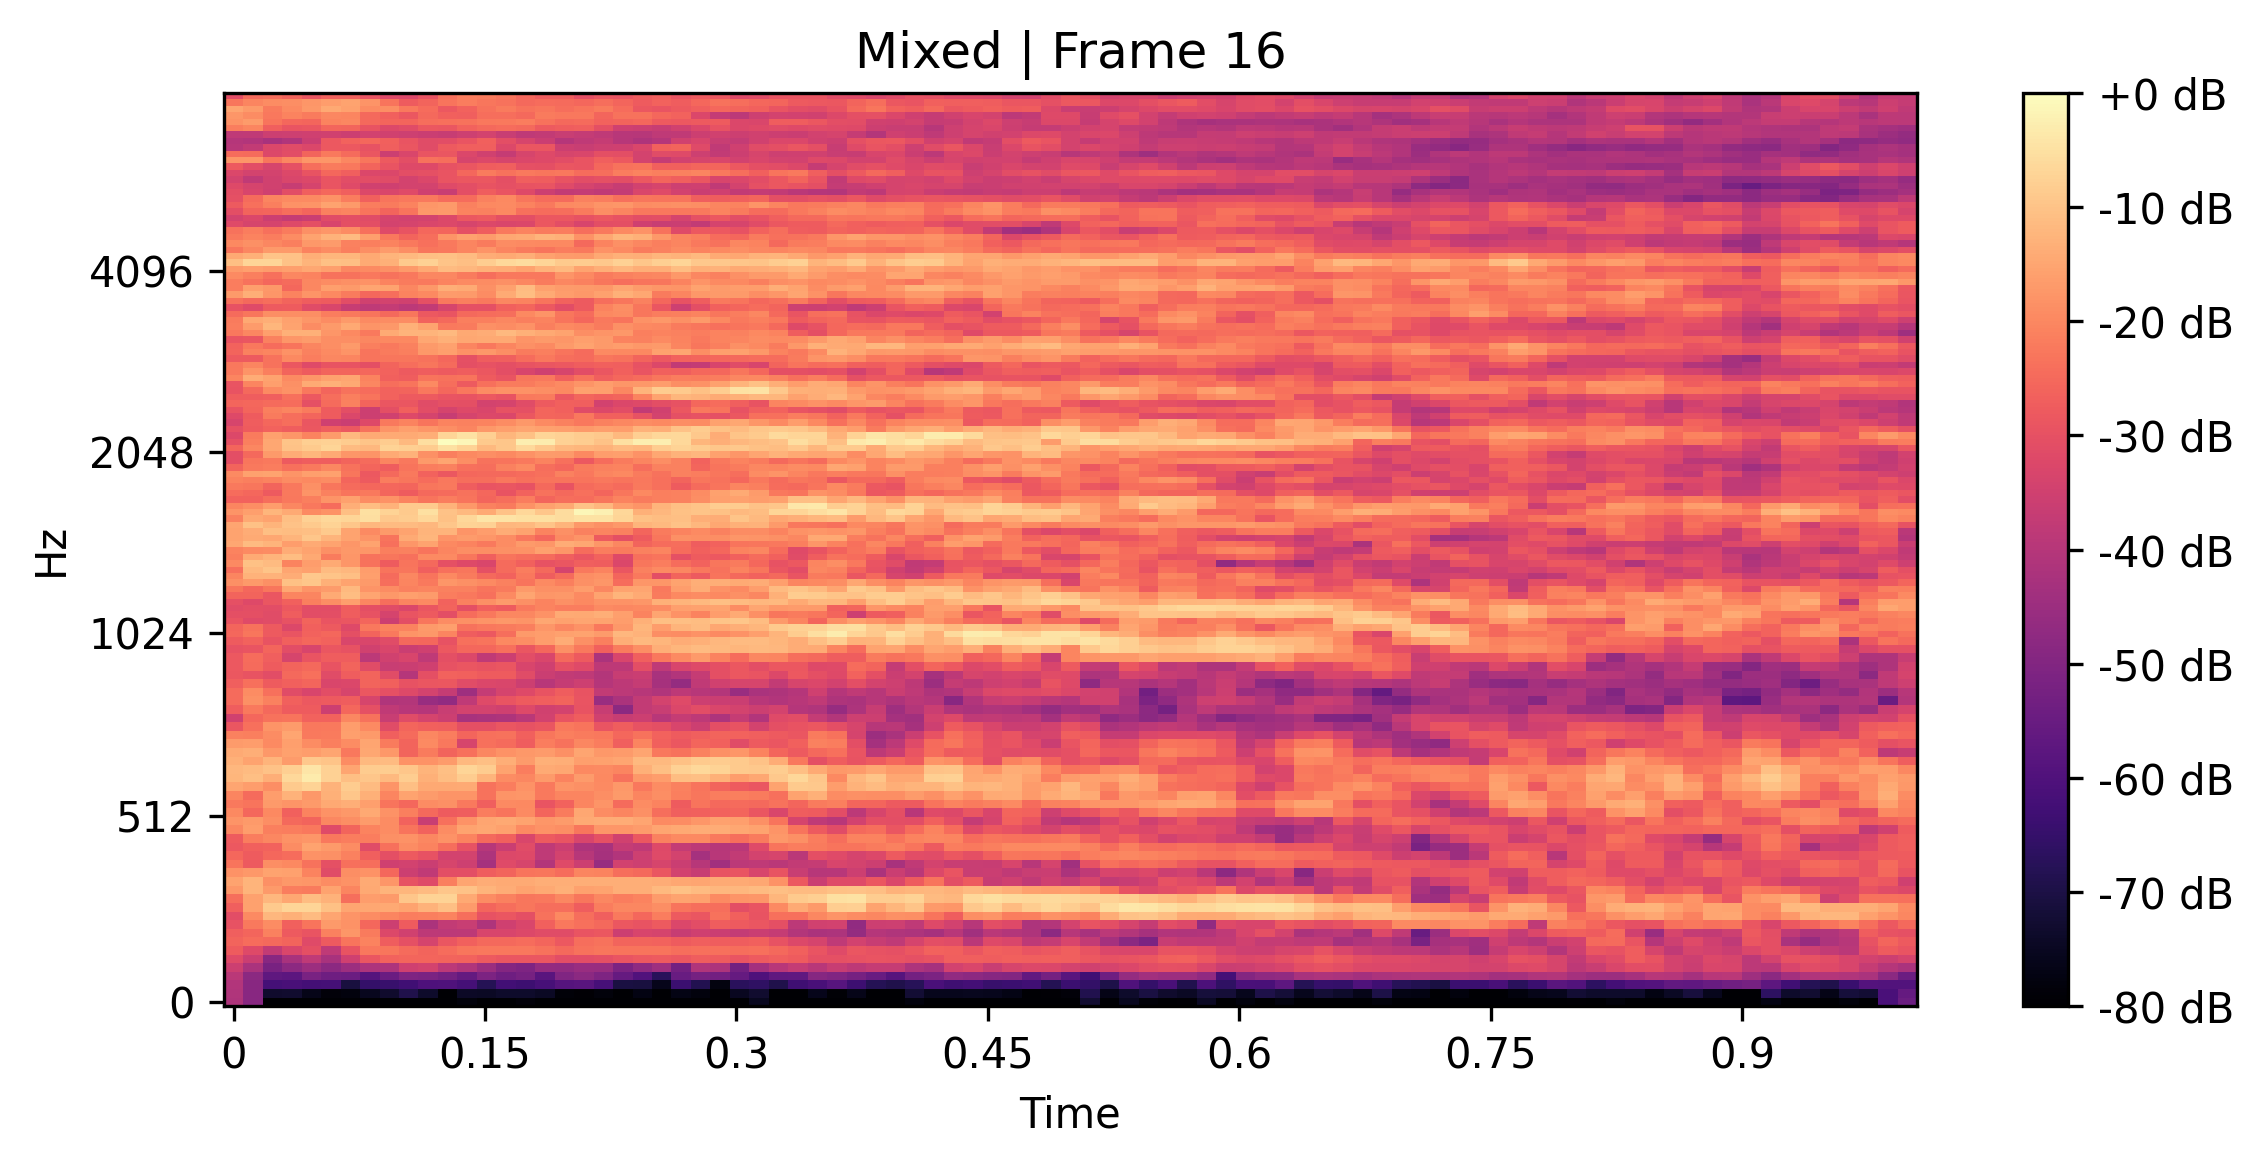 Mixed | Frame 16
+0 dB
-10 dB
-20 dB
-30 dB
-40 dB
-50 dB
-60 dB
-70 dB
-80 dB
4096
2048
1024
512
0
Hz
0 0.15 0.3 0.45 0.6 0.75 0.9
Time